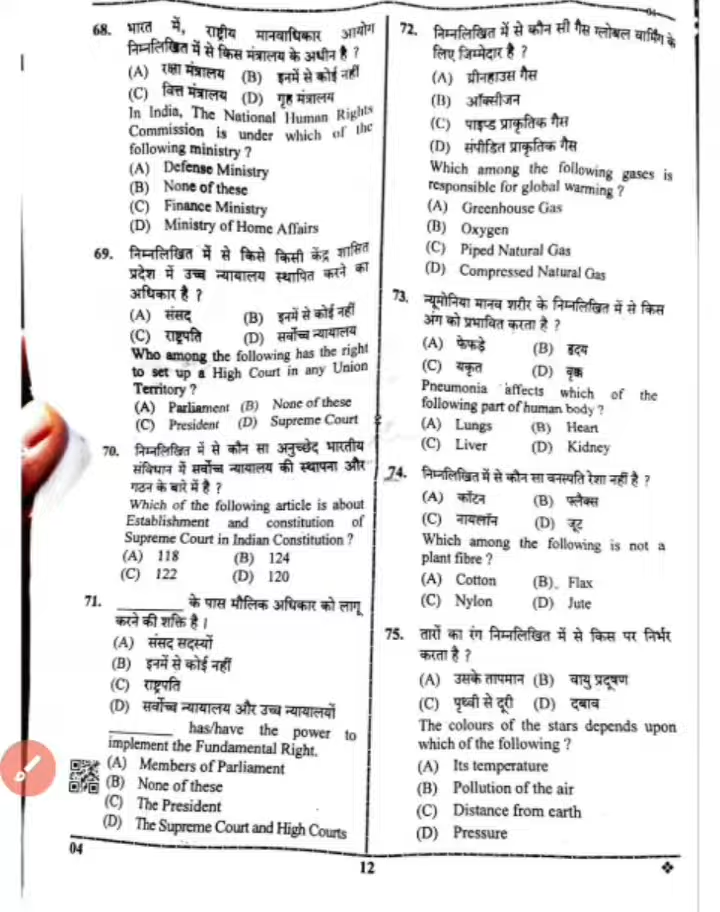 68. भारत में, राष्ट्रीय मानवाधिकार आयोग
निम्नलिखित में से किस मंत्रालय के अधीन है ?
(A) रक्षा मंत्रालय (B) इनमें से कोई नहीं
(C) वित्त मंत्रालय (D) गृह मंत्रालय
In India, The National Human Rights
Commission is under which of the
following ministry ?
(A) Defense Ministry
(B) None of these
(C) Finance Ministry
(D) Ministry of Home Affairs
69. निम्नलिखित में से किसे किसी केंद्र शासित
प्रदेश में उच्च न्यायालय स्थापित करने का
अधिकार है ?
(A) संसद (B) इनमें से कोई नहीं
(C) राष्ट्रपति (D) सर्वोच्च न्यायालय
Who among the following has the right
to set up a High Court in any Union
Territory ?
(A) Parliament (B) None of these
(C) President (D) Supreme Court
70. निम्नलिखित में से कौन सा अनुच्छेद भारतीय
संविधान में सर्वोच्च न्यायालय की स्थापना और
गठन के बारे में है ?
Which of the following article is about
Establishment and constitution of
Supreme Court in Indian Constitution ?
(A) 118 (B) 124
(C) 122 (D) 120
71. ________ के पास मौलिक अधिकार को लागू
करने की शक्ति है।
(A) संसद सदस्यों
(B) इनमें से कोई नहीं
(C) राष्ट्रपति
(D) सर्वोच्च न्यायालय और उच्च न्यायालयों
________ has/have the power to
implement the Fundamental Right.
(A) Members of Parliament
(B) None of these
(C) The President
(D) The Supreme Court and High Courts
04
72. निम्नलिखित में से कौन सी गैस ग्लोबल वार्मिंग के
लिए जिम्मेदार है ?
(A) ग्रीनहाउस गैस
(B) ऑक्सीजन
(C) पाइप्ड प्राकृतिक गैस
(D) संपीडित प्राकृतिक गैस
Which among the following gases is
responsible for global warming ?
(A) Greenhouse Gas
(B) Oxygen
(C) Piped Natural Gas
(D) Compressed Natural Gas
73. न्यूमोनिया मानव शरीर के निम्नलिखित में से किस
अंग को प्रभावित करता है ?
(A) फेफड़े (B) हृदय
(C) यकृत (D) वृक्क
Pneumonia affects which of the
following part of human body ?
(A) Lungs (B) Heart
(C) Liver (D) Kidney
74. निम्नलिखित में से कौन सा वनस्पति रेशा नहीं है ?
(A) कॉटन (B) फ्लैक्स
(C) नायलॉन (D) जूट
Which among the following is not a
plant fibre ?
(A) Cotton (B) Flax
(C) Nylon (D) Jute
75. तारों का रंग निम्नलिखित में से किस पर निर्भर
करता है ?
(A) उसके तापमान (B) वायु प्रदूषण
(C) पृथ्वी से दूरी (D) दबाव
The colours of the stars depends upon
which of the following ?
(A) Its temperature
(B) Pollution of the air
(C) Distance from earth
(D) Pressure
12